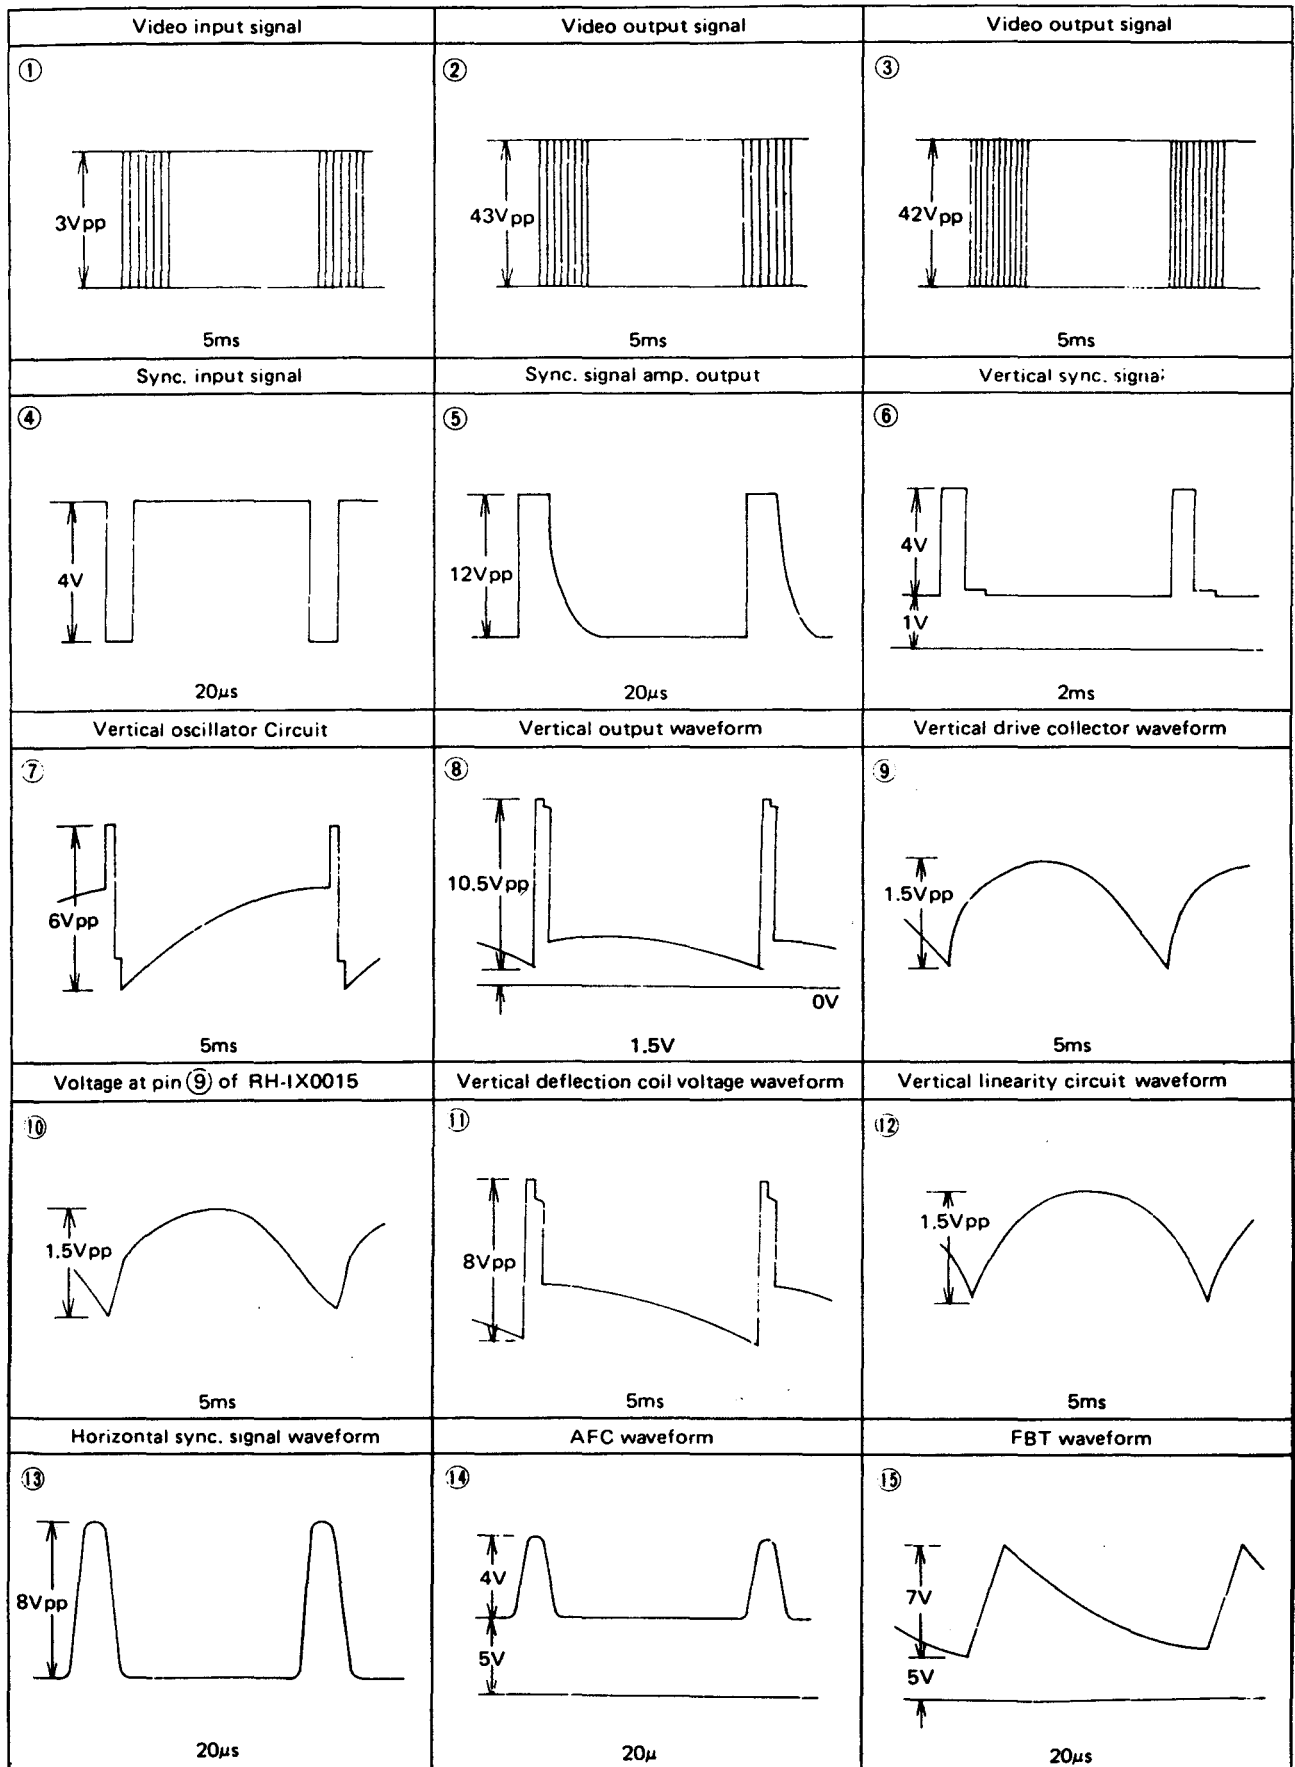 Video input signal
Video output signal
Video output signal
①
②
③
3Vpp
43Vpp
42Vpp
5ms
5ms
5ms
Sync. input signal
Sync. signal amp. output
Vertical sync. signal
④
⑤
⑥
4V
12Vpp
4V
1V
20μs
20μs
2ms
Vertical oscillator Circuit
Vertical output waveform
Vertical drive collector waveform
⑦
⑧
⑨
6Vpp
10.5Vpp
1.5Vpp
0V
5ms
1.5V
5ms
Voltage at pin ⑨ of RH-IX0015
Vertical deflection coil voltage waveform
Vertical linearity circuit waveform
⑩
⑪
⑫
1.5Vpp
8Vpp
1.5Vpp
5ms
5ms
5ms
Horizontal sync. signal waveform
AFC waveform
FBT waveform
⑬
⑭
⑮
8Vpp
4V
5V
7V
5V
20μs
20μ
20μs